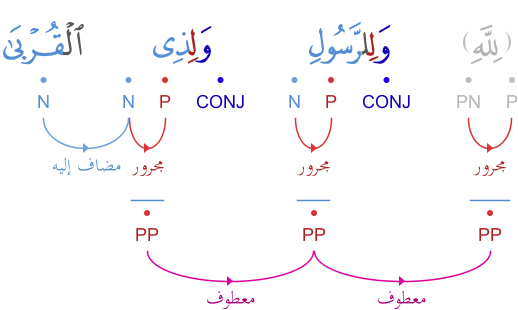 (لِلَّهِ) وَلِلرَّسُولِ وَلِذِى ٱلْقُرْبَىٰ
P PN CONJ P N CONJ P N N
مجرور مجرور مجرور مضاف إليه
PP PP PP
معطوف معطوف